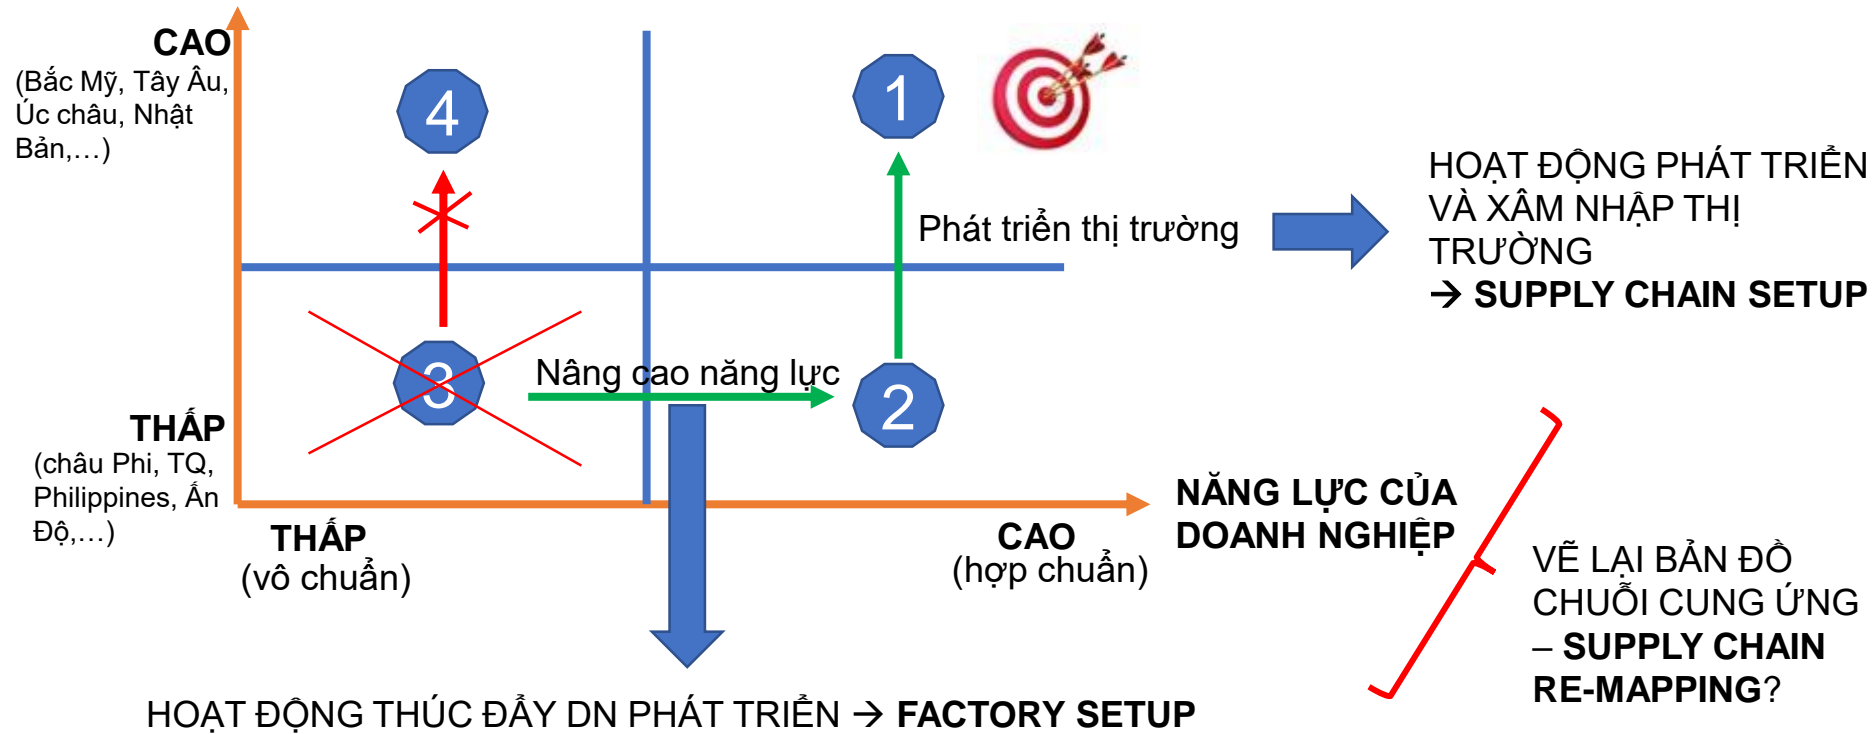 CAO
(Bắc Mỹ, Tây Âu,
Úc châu, Nhật
Bản,…)
4
1
HOẠT ĐỘNG PHÁT TRIỂN
VÀ XÂM NHẬP THỊ
TRƯỜNG
→ SUPPLY CHAIN SETUP
Phát triển thị trường
3
Nâng cao năng lực
2
THẤP
(châu Phi, TQ,
Philippines, Ấn
Độ,…)
THẤP
(vô chuẩn)
CAO
(hợp chuẩn)
NĂNG LỰC CỦA
DOANH NGHIỆP
VẼ LẠI BẢN ĐỒ
CHUỖI CUNG ỨNG
– SUPPLY CHAIN
RE-MAPPING?
HOẠT ĐỘNG THÚC ĐẨY DN PHÁT TRIỂN → FACTORY SETUP